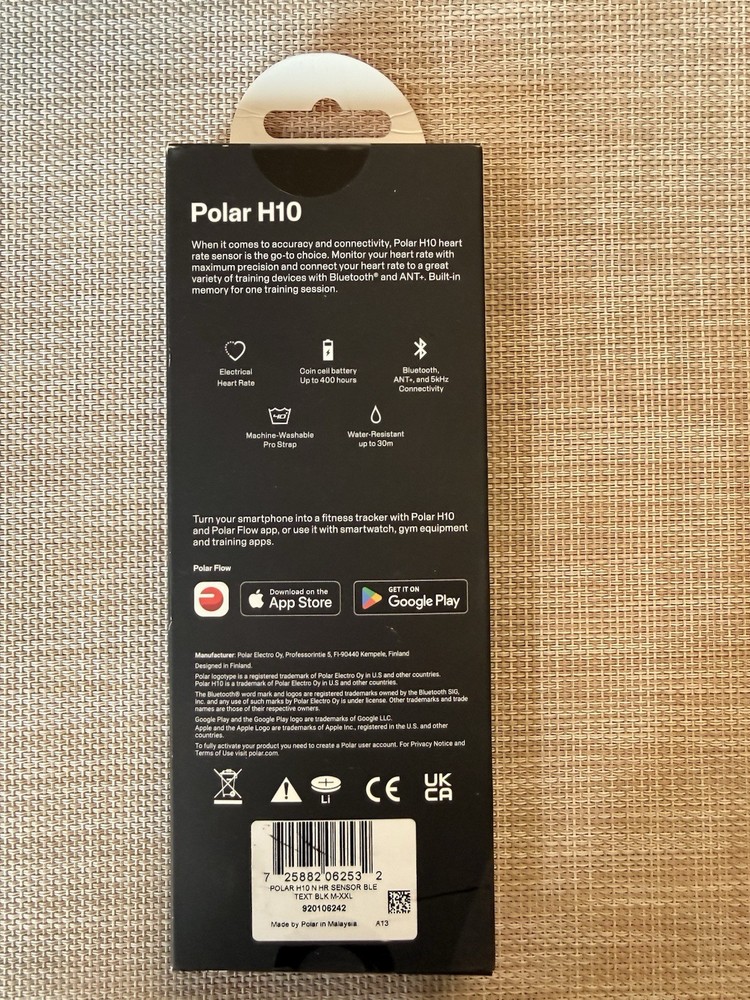 Polar H10
When it comes to accuracy and connectivity, Polar H10 heart
rate sensor is the go-to choice. Monitor your heart rate with
maximum precision and connect your heart rate to a great
variety of training devices with Bluetooth® and ANT+. Built-in
memory for one training session.
Electrical
Heart Rate
Coin cell battery
Up to 400 hours
Bluetooth,
ANT+, and 5kHz
Connectivity
40°
Machine-Washable
Pro Strap
Water-Resistant
up to 30m
Turn your smartphone into a fitness tracker with Polar H10
and Polar Flow app, or use it with smartwatch, gym equipment
and training apps.
Polar Flow
Download on the
App Store
GET IT ON
Google Play
Manufacturer: Polar Electro Oy, Professorintie 5, FI-90440 Kempele, Finland
Designed in Finland.
Polar logotype is a registered trademark of Polar Electro Oy in U.S and other countries.
Polar H10 is a trademark of Polar Electro Oy in U.S and other countries.
The Bluetooth® word mark and logos are registered trademarks owned by the Bluetooth SIG,
Inc. and any use of such marks by Polar Electro Oy is under license. Other trademarks and trade
names are those of their respective owners.
Google Play and the Google Play logo are trademarks of Google LLC.
Apple and the Apple Logo are trademarks of Apple Inc., registered in the U.S. and other
countries.
To fully activate your product you need to create a Polar user account. For Privacy Notice and
Terms of Use visit polar.com.
Li
CE
UK
CA
7 25882 06253 2
POLAR H10 N HR SENSOR BLE
TEXT BLK M-XXL
920106242
Made by Polar in Malaysia A13